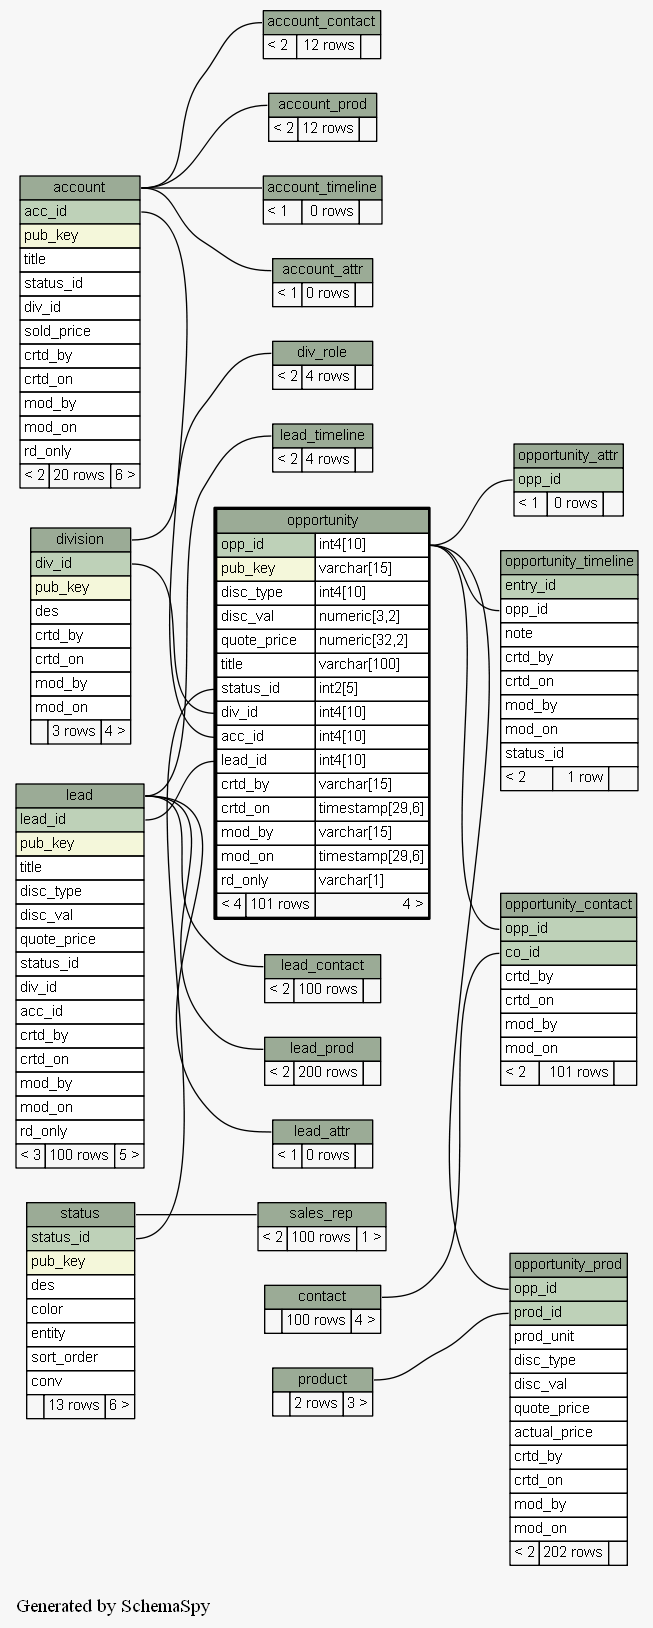 account_contact
< 2 12 rows
account_prod
< 2 12 rows
account_timeline
< 1 0 rows
account_attr
< 1 0 rows
div_role
< 2 4 rows
lead_timeline
< 2 4 rows
account
acc_id
pub_key
title
status_id
div_id
sold_price
crtd_by
crtd_on
mod_by
mod_on
rd_only
< 2 20 rows 6 >
division
div_id
pub_key
des
crtd_by
crtd_on
mod_by
mod_on
3 rows 4 >
lead
lead_id
pub_key
title
disc_type
disc_val
quote_price
status_id
div_id
acc_id
crtd_by
crtd_on
mod_by
mod_on
rd_only
< 3 100 rows 5 >
status
status_id
pub_key
des
color
entity
sort_order
conv
13 rows 6 >
opportunity
opp_id int4[10]
pub_key varchar[15]
disc_type int4[10]
disc_val numeric[3,2]
quote_price numeric[32,2]
title varchar[100]
status_id int2[5]
div_id int4[10]
acc_id int4[10]
lead_id int4[10]
crtd_by varchar[15]
crtd_on timestamp[29,6]
mod_by varchar[15]
mod_on timestamp[29,6]
rd_only varchar[1]
< 4 101 rows 4 >
lead_contact
< 2 100 rows
lead_prod
< 2 200 rows
lead_attr
< 1 0 rows
sales_rep
< 2 100 rows 1 >
contact
100 rows 4 >
product
2 rows 3 >
opportunity_attr
opp_id
< 1 0 rows
opportunity_timeline
entry_id
opp_id
note
crtd_by
crtd_on
mod_by
mod_on
status_id
< 2 1 row
opportunity_contact
opp_id
co_id
crtd_by
crtd_on
mod_by
mod_on
< 2 101 rows
opportunity_prod
opp_id
prod_id
prod_unit
disc_type
disc_val
quote_price
actual_price
crtd_by
crtd_on
mod_by
mod_on
< 2 202 rows
Generated by SchemaSpy